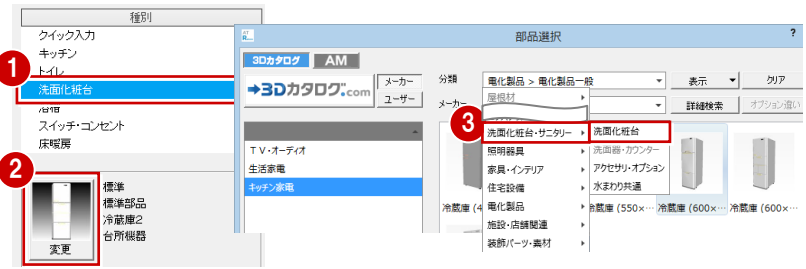 種別
クイック入力
キッチン
トイレ
1
洗面化粧台
浴槽
スイッチ・コンセント
床暖房
2
変更
標準
標準部品
冷蔵庫2
台所機器
部品選択
?
3Dカタログ AM
➔3Dカタログ.com
メーカー
ユーザー
分類
電化製品 > 電化製品一般
表示
クリア
メーカー
詳細検索
オプション違い
TV・オーディオ
生活家電
キッチン家電
屋根材
3
洗面化粧台・サニタリー
照明器具
家具・インテリア
住宅設備
電化製品
施設・店舗関連
装飾パーツ・素材
洗面化粧台
洗面器・カウンター
アクセサリ・オプション
水まわり共通
冷蔵庫 (4
冷蔵庫 (550×…
冷蔵庫 (600×…
冷蔵庫 (600×…